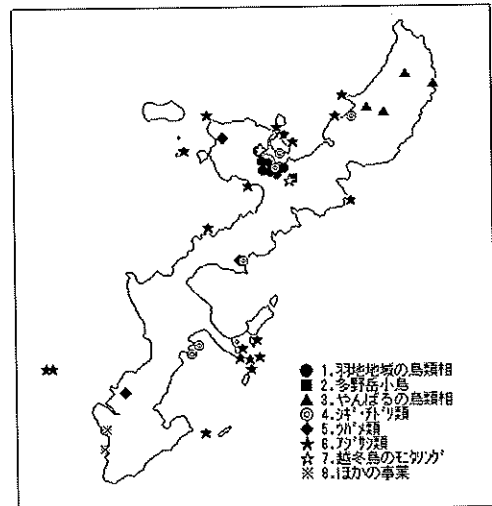 1.羽地地域の鳥類相
2.多野岳小鳥
3.やんばるの鳥類相
4.シギ・チドリ類
5.ツバメ類
6.アジサシ類
7.越冬鳥のモニタリング
8.ほかの事業